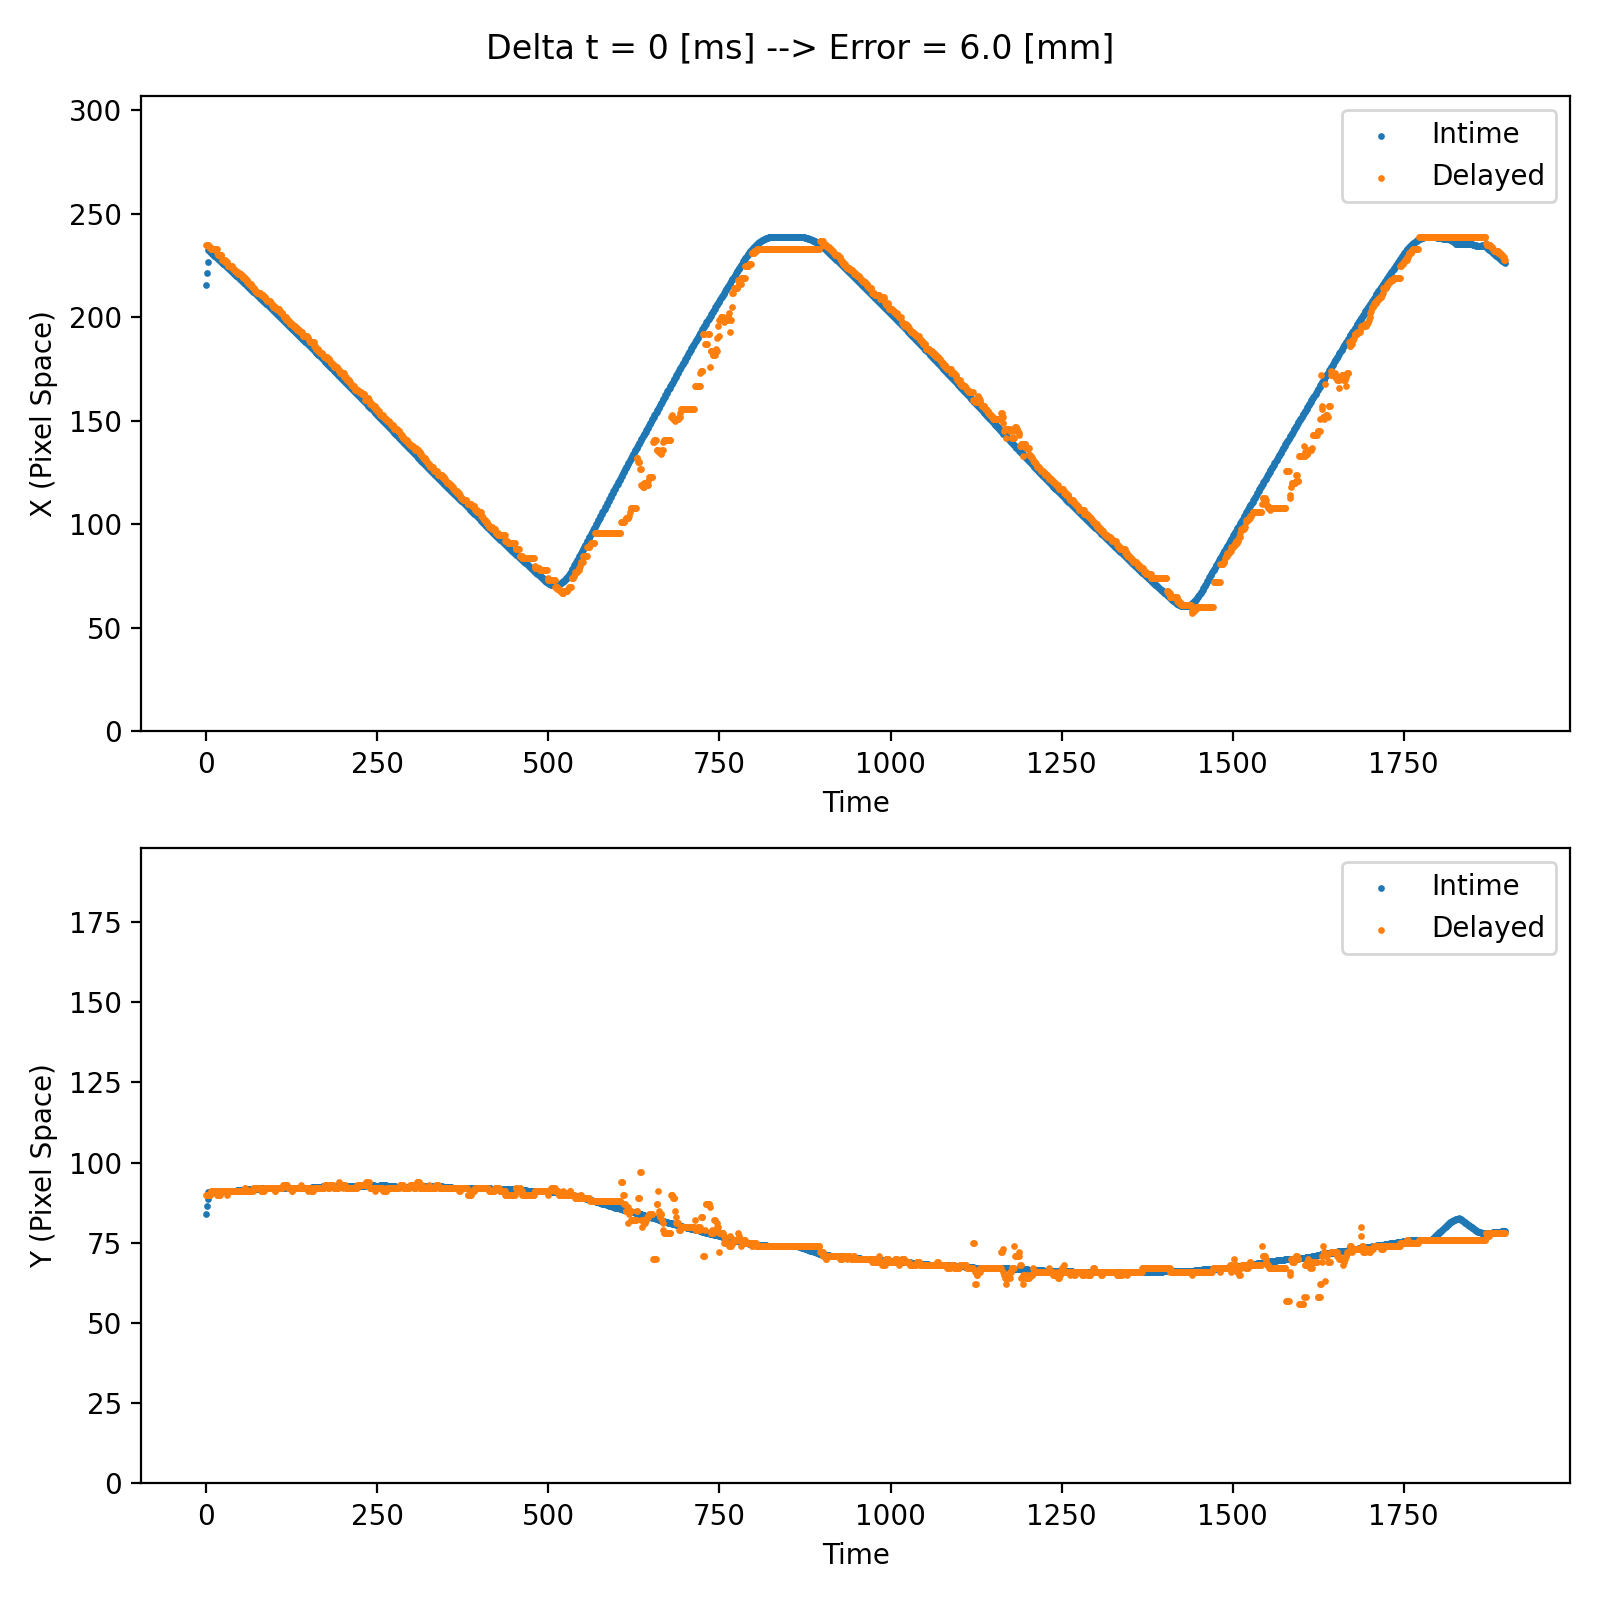 Delta t = 0 [ms] --> Error = 6.0 [mm]
300
250
200
150
100
50
0
X (Pixel Space)
Intime
Delayed
0 250 500 750 1000 1250 1500 1750
Time
175
150
125
100
75
50
25
0
Y (Pixel Space)
Intime
Delayed
0 250 500 750 1000 1250 1500 1750
Time